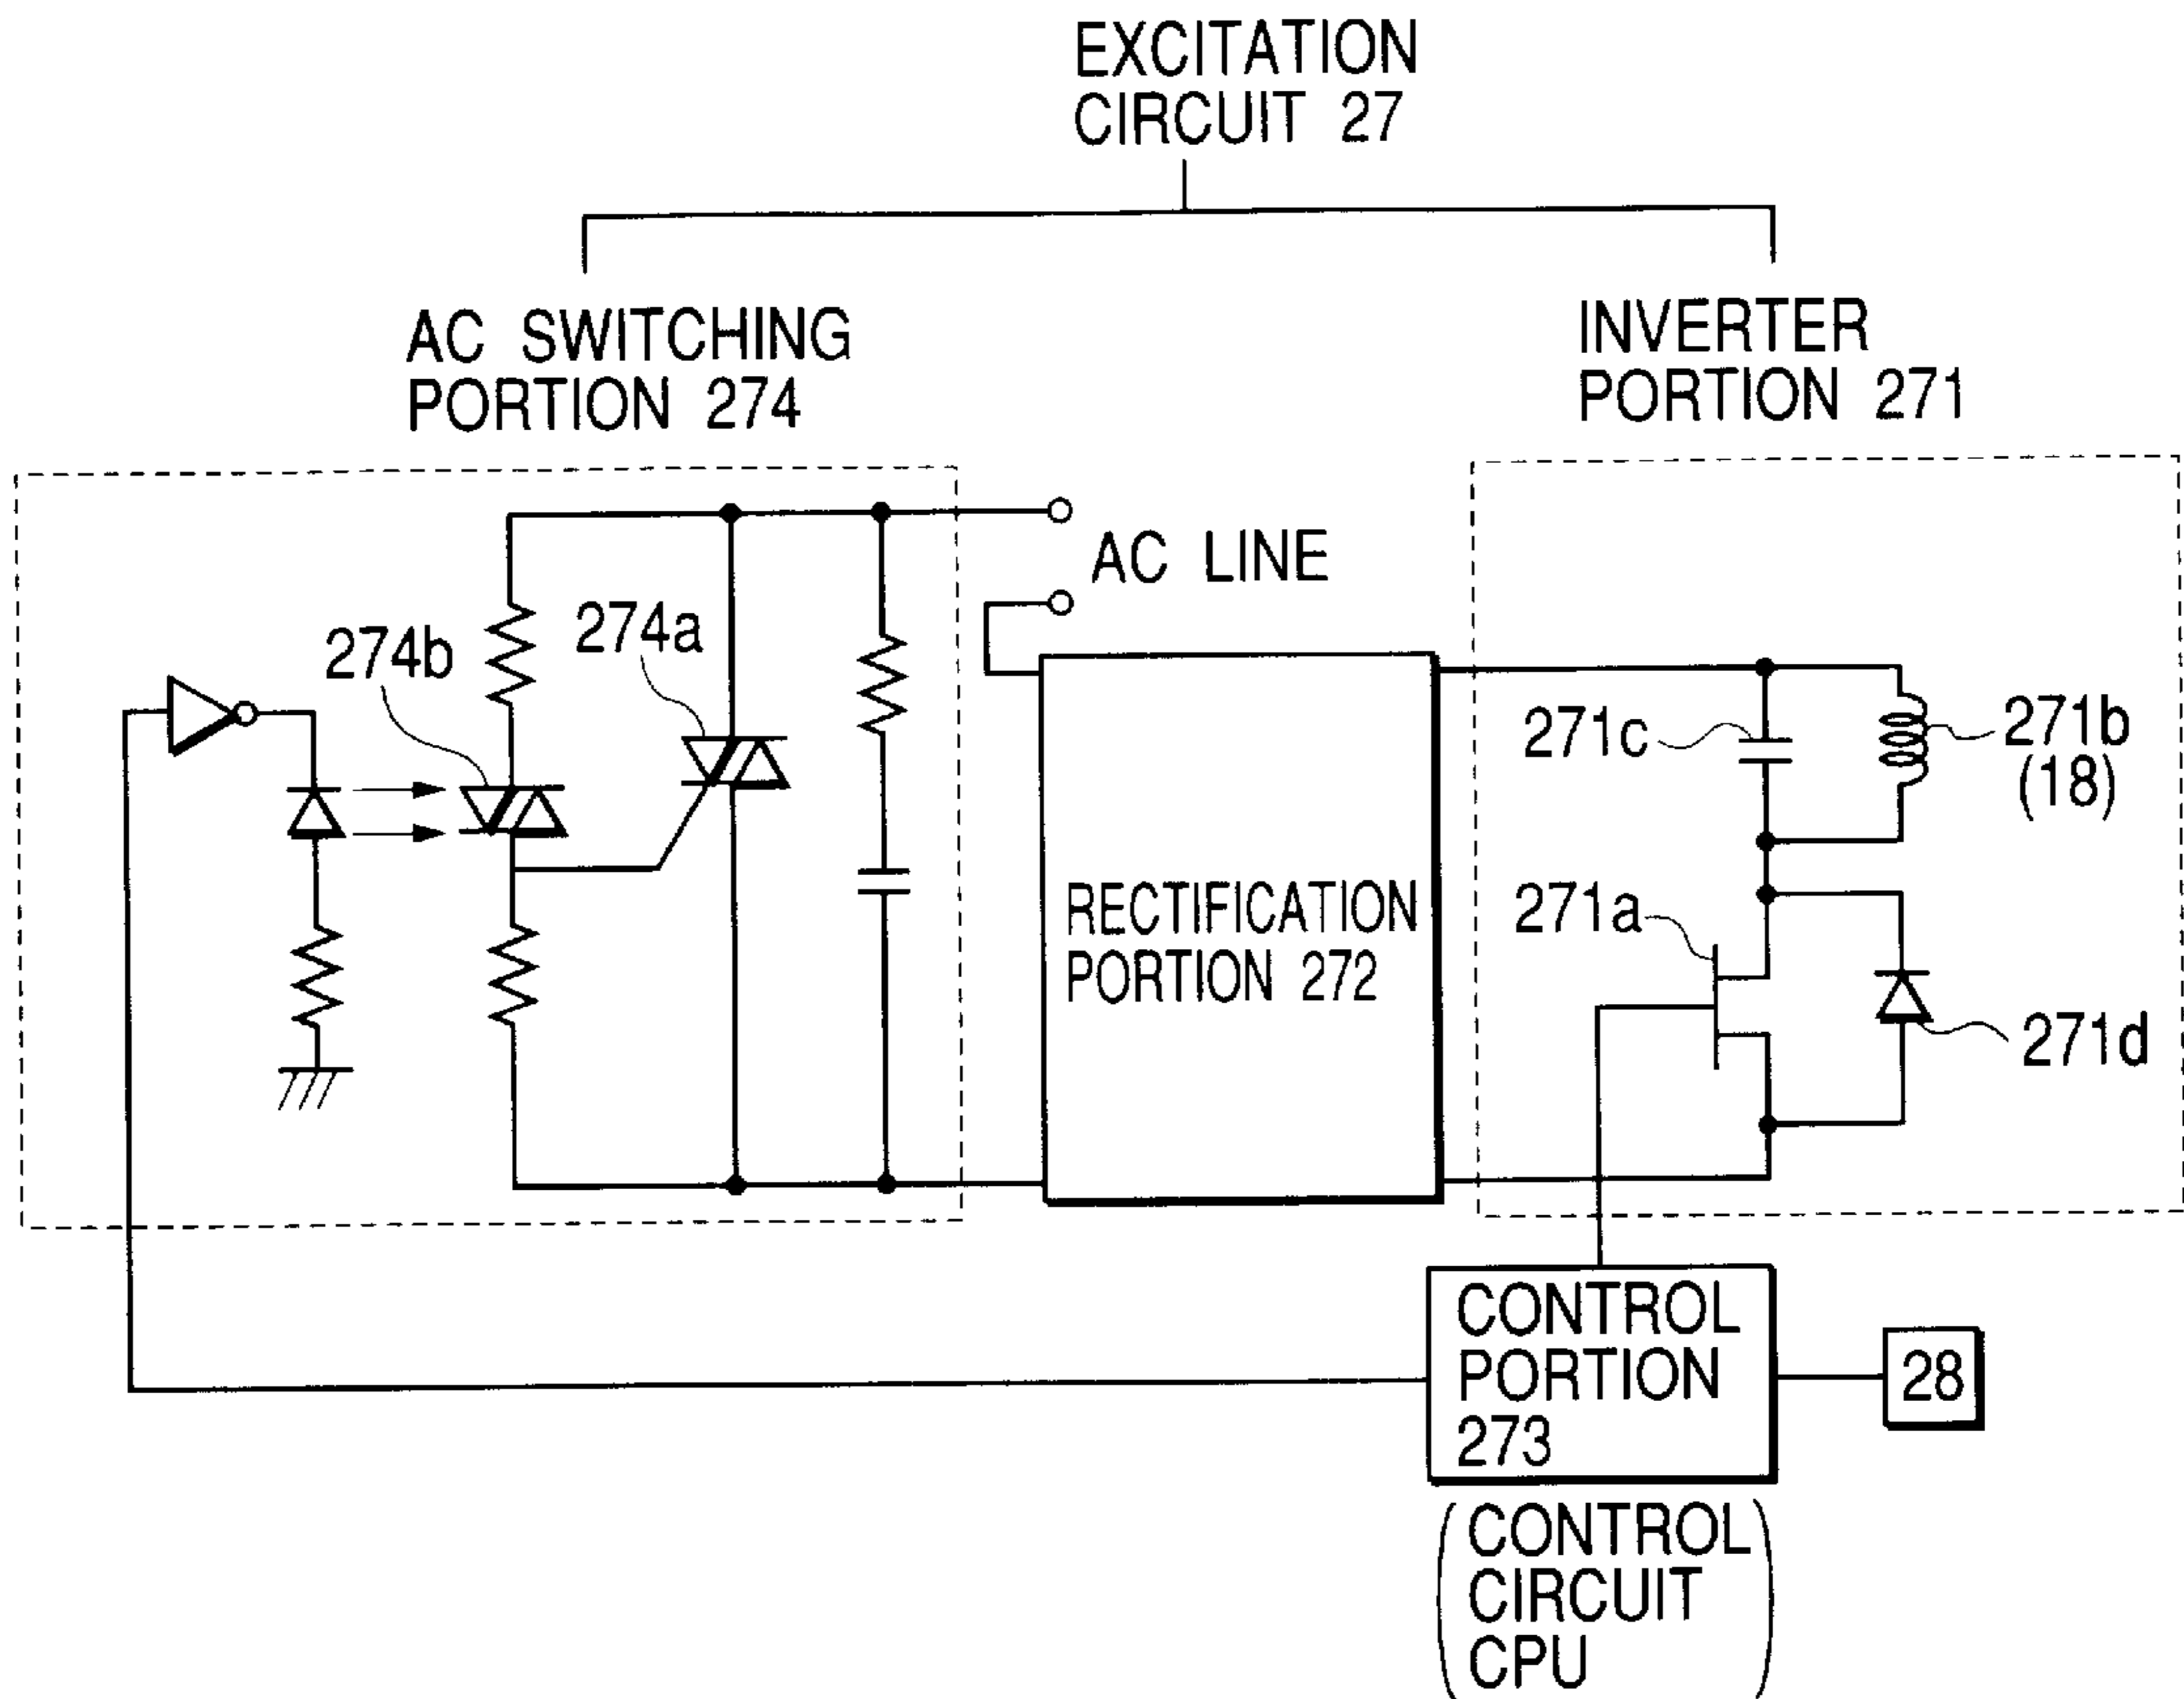 EXCITATION
CIRCUIT 27
AC SWITCHING
PORTION 274
INVERTER
PORTION 271
AC LINE
274b
274a
271c
271b
(18)
RECTIFICATION
PORTION 272
271a
271d
CONTROL
PORTION
273
28
(CONTROL
CIRCUIT
CPU)